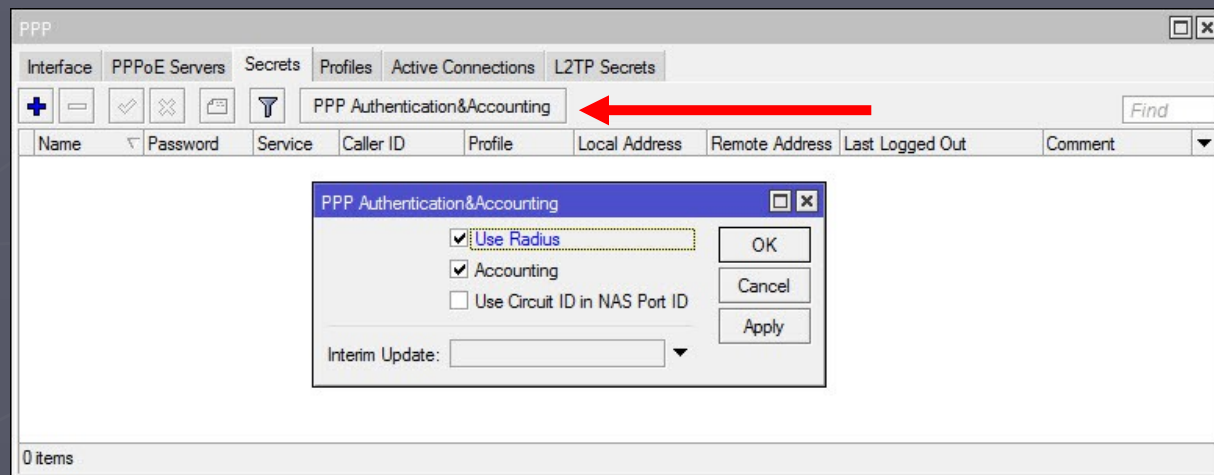 PPP
Interface PPPoE Servers Secrets Profiles Active Connections L2TP Secrets
PPP Authentication&Accounting Find
Name Password Service Caller ID Profile Local Address Remote Address Last Logged Out Comment
PPP Authentication&Accounting
Use Radius OK
Accounting
Cancel
Use Circuit ID in NAS Port ID
Apply
Interim Update:
0 items